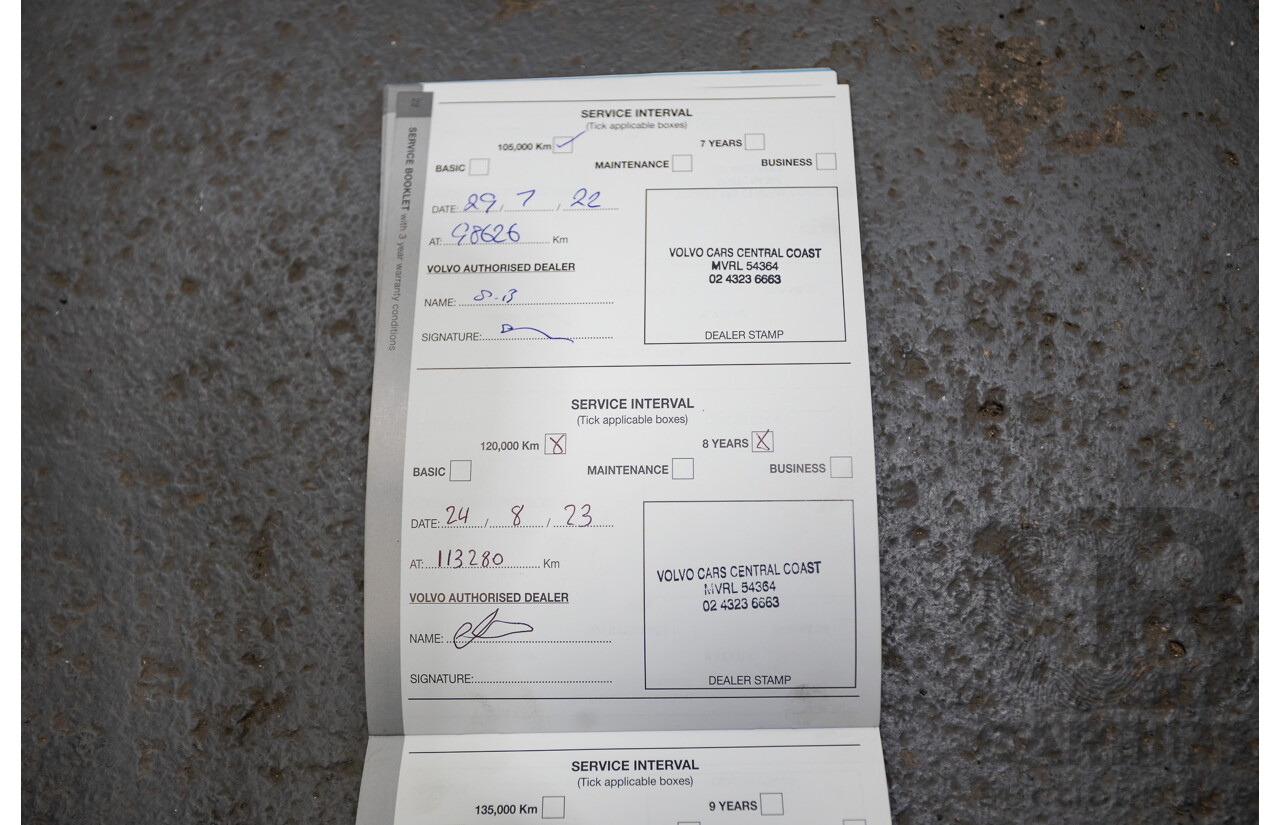 22
SERVICE BOOKLET with 3 year warranty conditions
SERVICE INTERVAL
(Tick applicable boxes)
105,000 Km 7 YEARS
BASIC MAINTENANCE BUSINESS
DATE: 29 / 7 / 22
AT: 98626 Km
VOLVO AUTHORISED DEALER
NAME: S.B
SIGNATURE:
VOLVO CARS CENTRAL COAST
MVRL 54364
02 4323 6663
DEALER STAMP
SERVICE INTERVAL
(Tick applicable boxes)
120,000 Km X 8 YEARS X
BASIC MAINTENANCE BUSINESS
DATE: 24 / 8 / 23
AT: 113280 Km
VOLVO AUTHORISED DEALER
NAME:
SIGNATURE:
VOLVO CARS CENTRAL COAST
MVRL 54364
02 4323 6663
DEALER STAMP
SERVICE INTERVAL
(Tick applicable boxes)
135,000 Km 9 YEARS